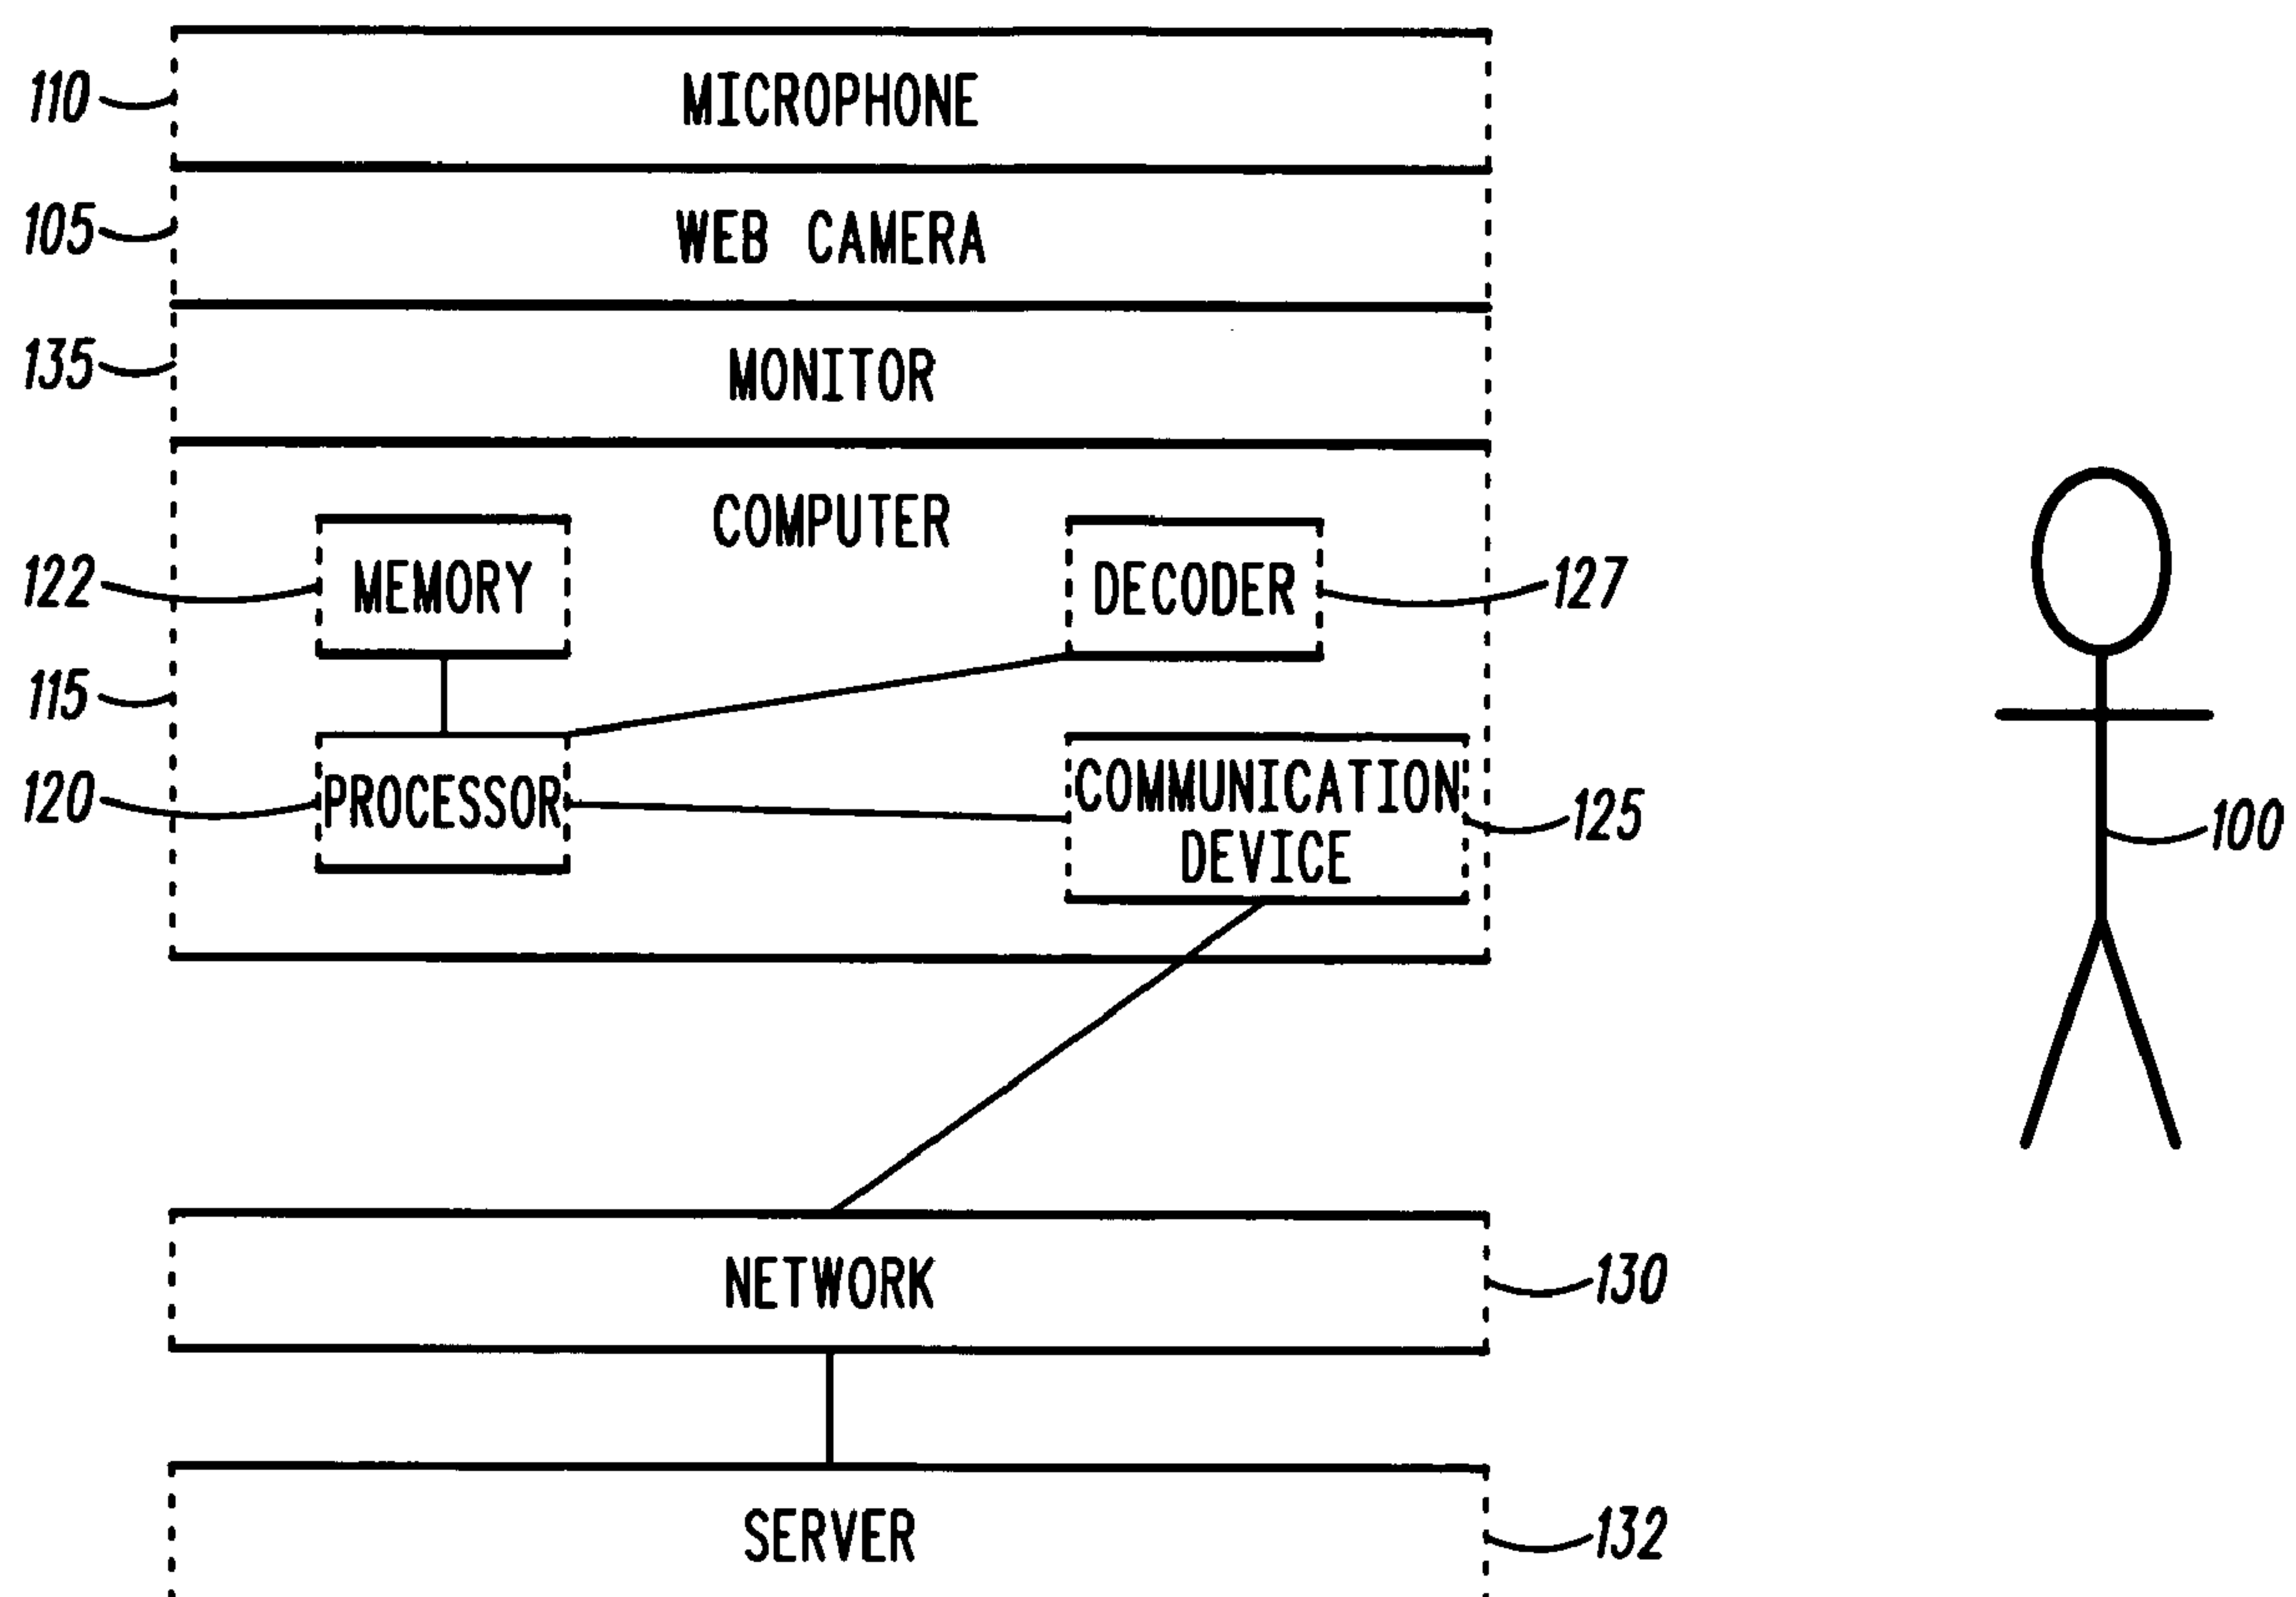 110
MICROPHONE
105
WEB CAMERA
135
MONITOR
COMPUTER
122
MEMORY
DECODER
127
115
120
PROCESSOR
COMMUNICATION
DEVICE
125
100
NETWORK
130
SERVER
132